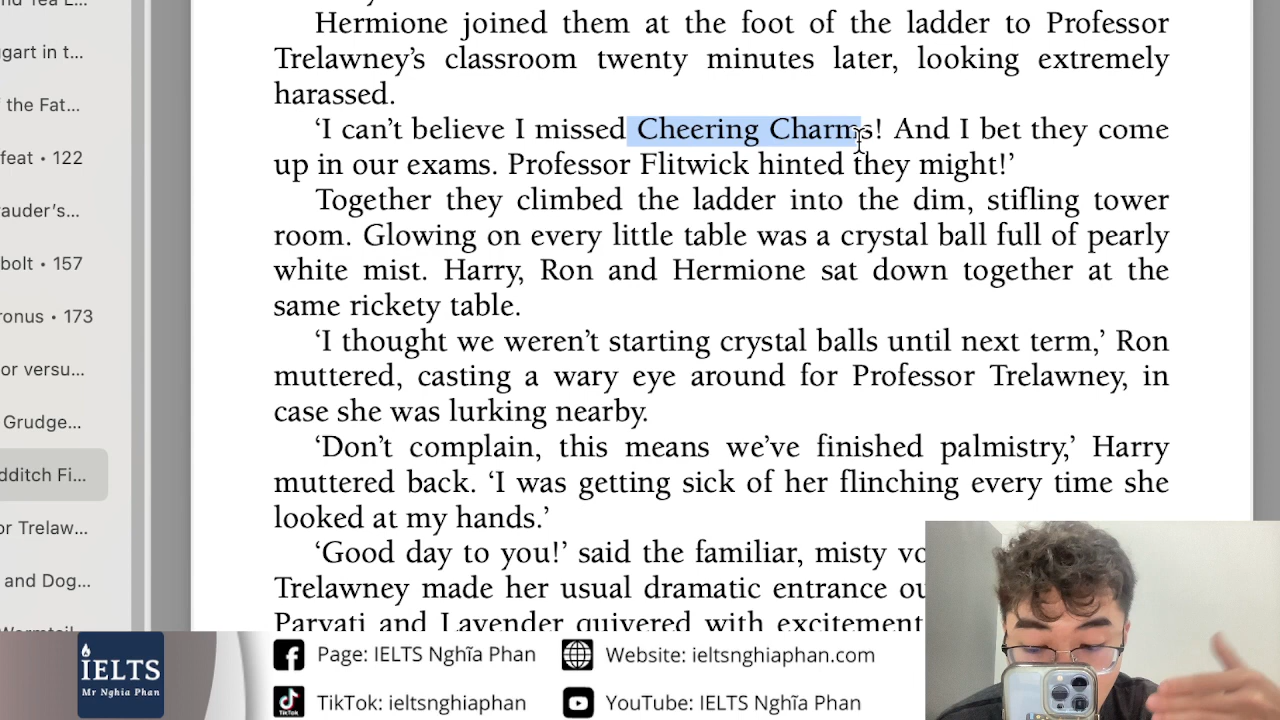 Hermione joined them at the foot of the ladder to Professor
Trelawney's classroom twenty minutes later, looking extremely
harassed.
'I can't believe I missed Cheering Charms! And I bet they come
up in our exams. Professor Flitwick hinted they might!'
Together they climbed the ladder into the dim, stifling tower
room. Glowing on every little table was a crystal ball full of pearly
white mist. Harry, Ron and Hermione sat down together at the
same rickety table.
'I thought we weren't starting crystal balls until next term,' Ron
muttered, casting a wary eye around for Professor Trelawney, in
case she was lurking nearby.
'Don't complain, this means we've finished palmistry,' Harry
muttered back. 'I was getting sick of her flinching every time she
looked at my hands.'
'Good day to you!' said the familiar, misty
Trelawney made her usual dramatic entrance
Parvati and Lavender quivered with excitement
ggart in t...
the Fat...
feat • 122
auder's...
bolt • 157
ronus • 173
or versu...
Grudge...
dditch Fi...
or Trelaw...
and Dog...
IELTS
Mr Nghia Phan
Page: IELTS Nghĩa Phan
Website: ieltsnghiaphan.com
TikTok
TikTok: ieltsnghiaphan
YouTube: IELTS Nghĩa Phan